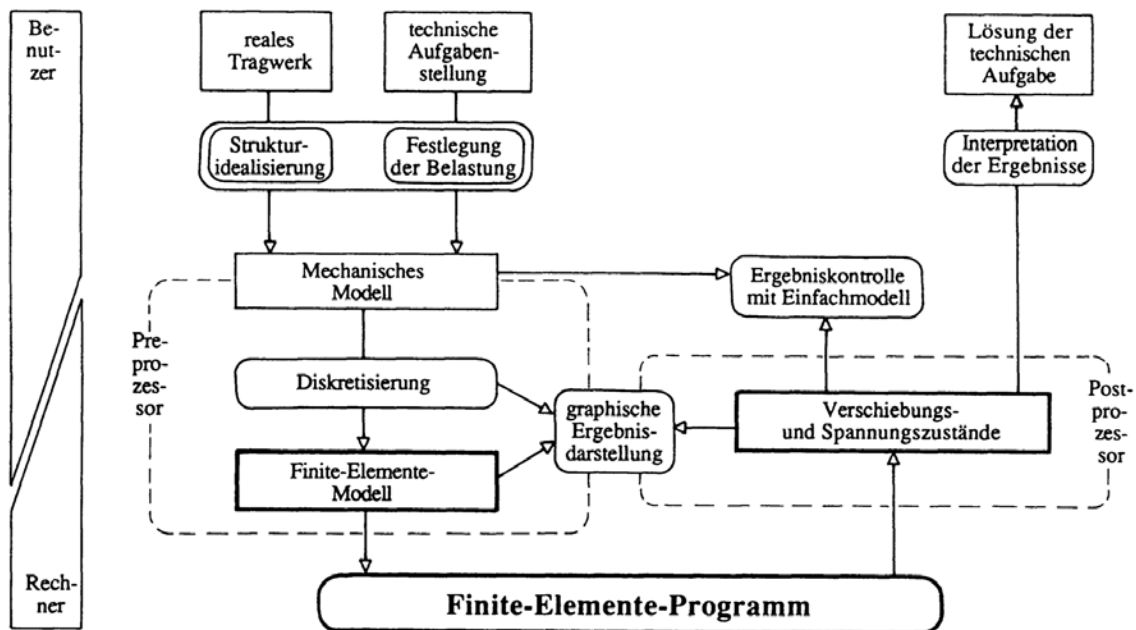 Be-
nut-
zer
reales
Tragwerk
technische
Aufgaben-
stellung
Lösung der
technischen
Aufgabe
Struktur-
idealisierung
Festlegung
der Belastung
Interpretation
der Ergebnisse
Mechanisches
Modell
Ergebniskontrolle
mit Einfachmodell
Pre-
pro-
zes-
sor
Diskretisierung
graphische
Ergebnis-
darstellung
Verschiebungs-
und Spannungszustände
Post-
pro-
zes-
sor
Finite-Elemente-
Modell
Rech-
ner
Finite-Elemente-Programm